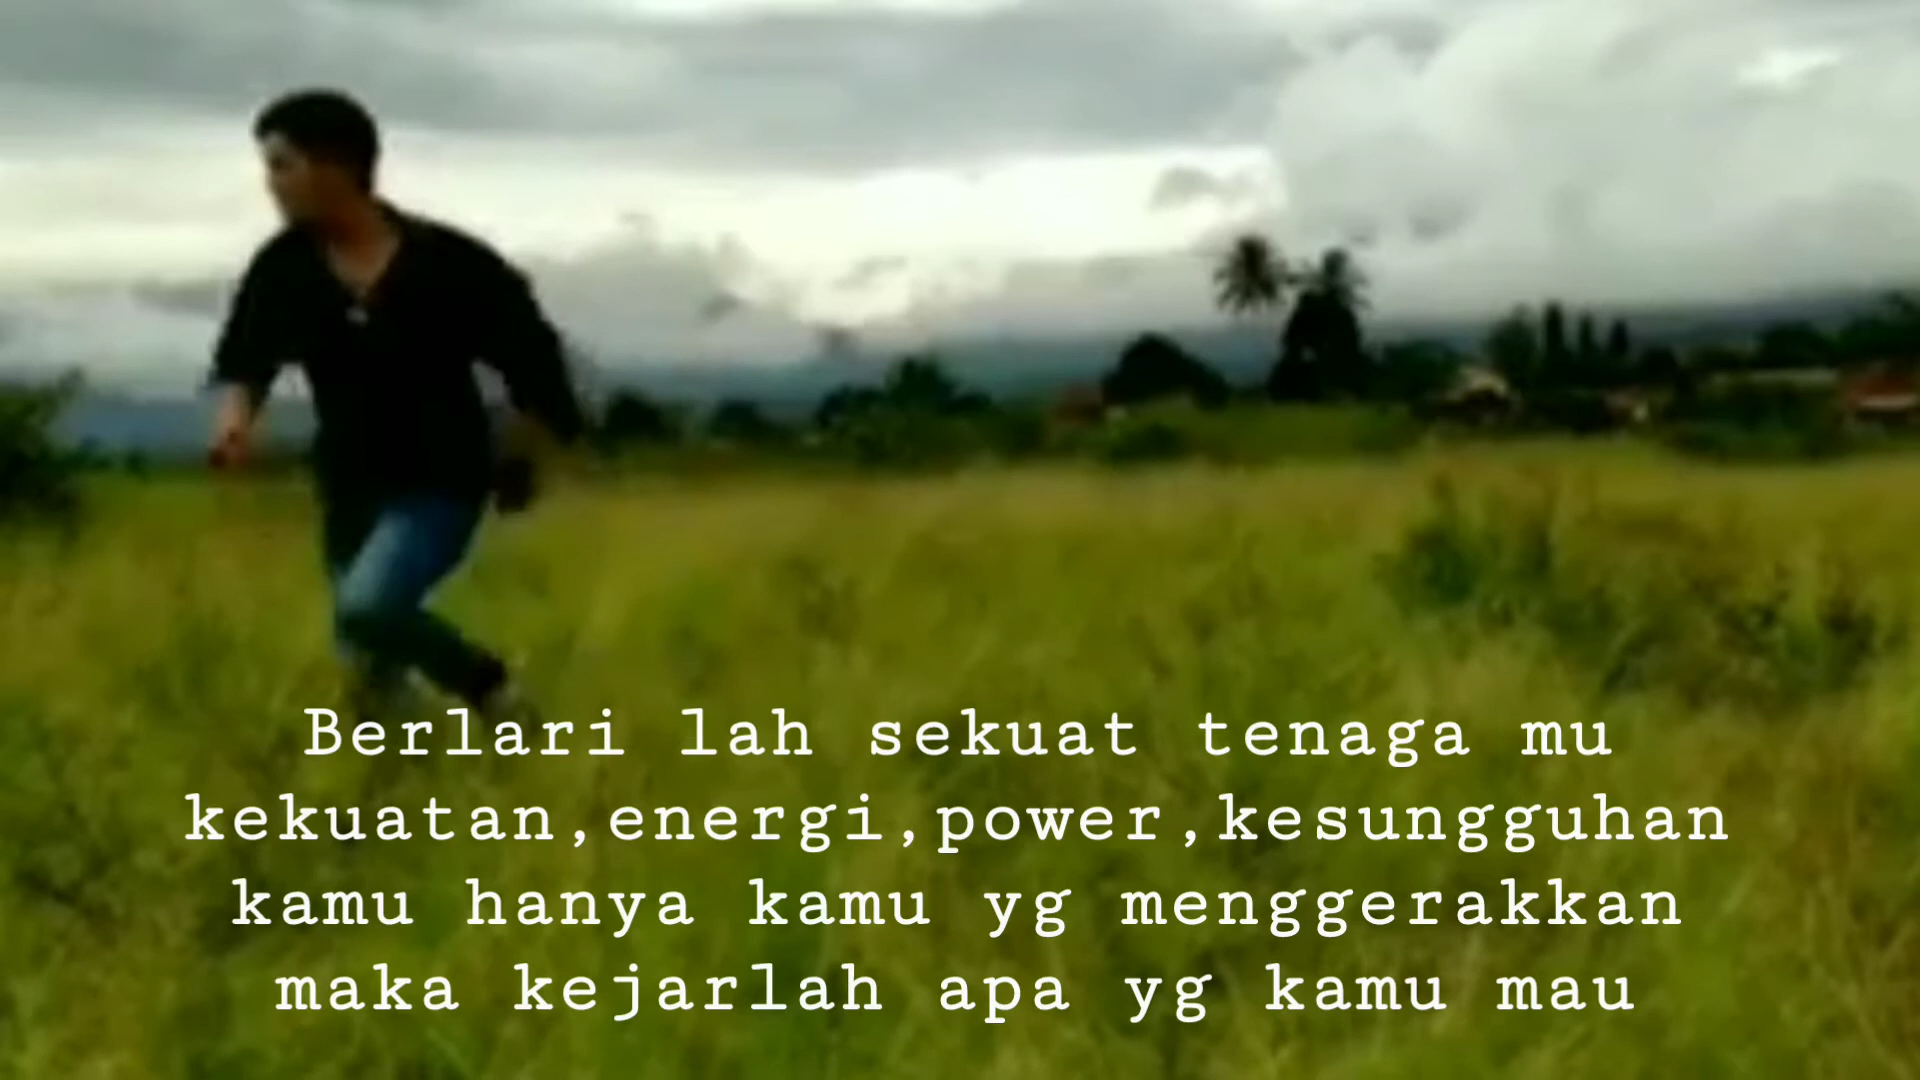 Berlari lah sekuat tenaga mu
kekuatan,energi,power,kesungguhan
kamu hanya kamu yg menggerakkan
maka kejarlah apa yg kamu mau